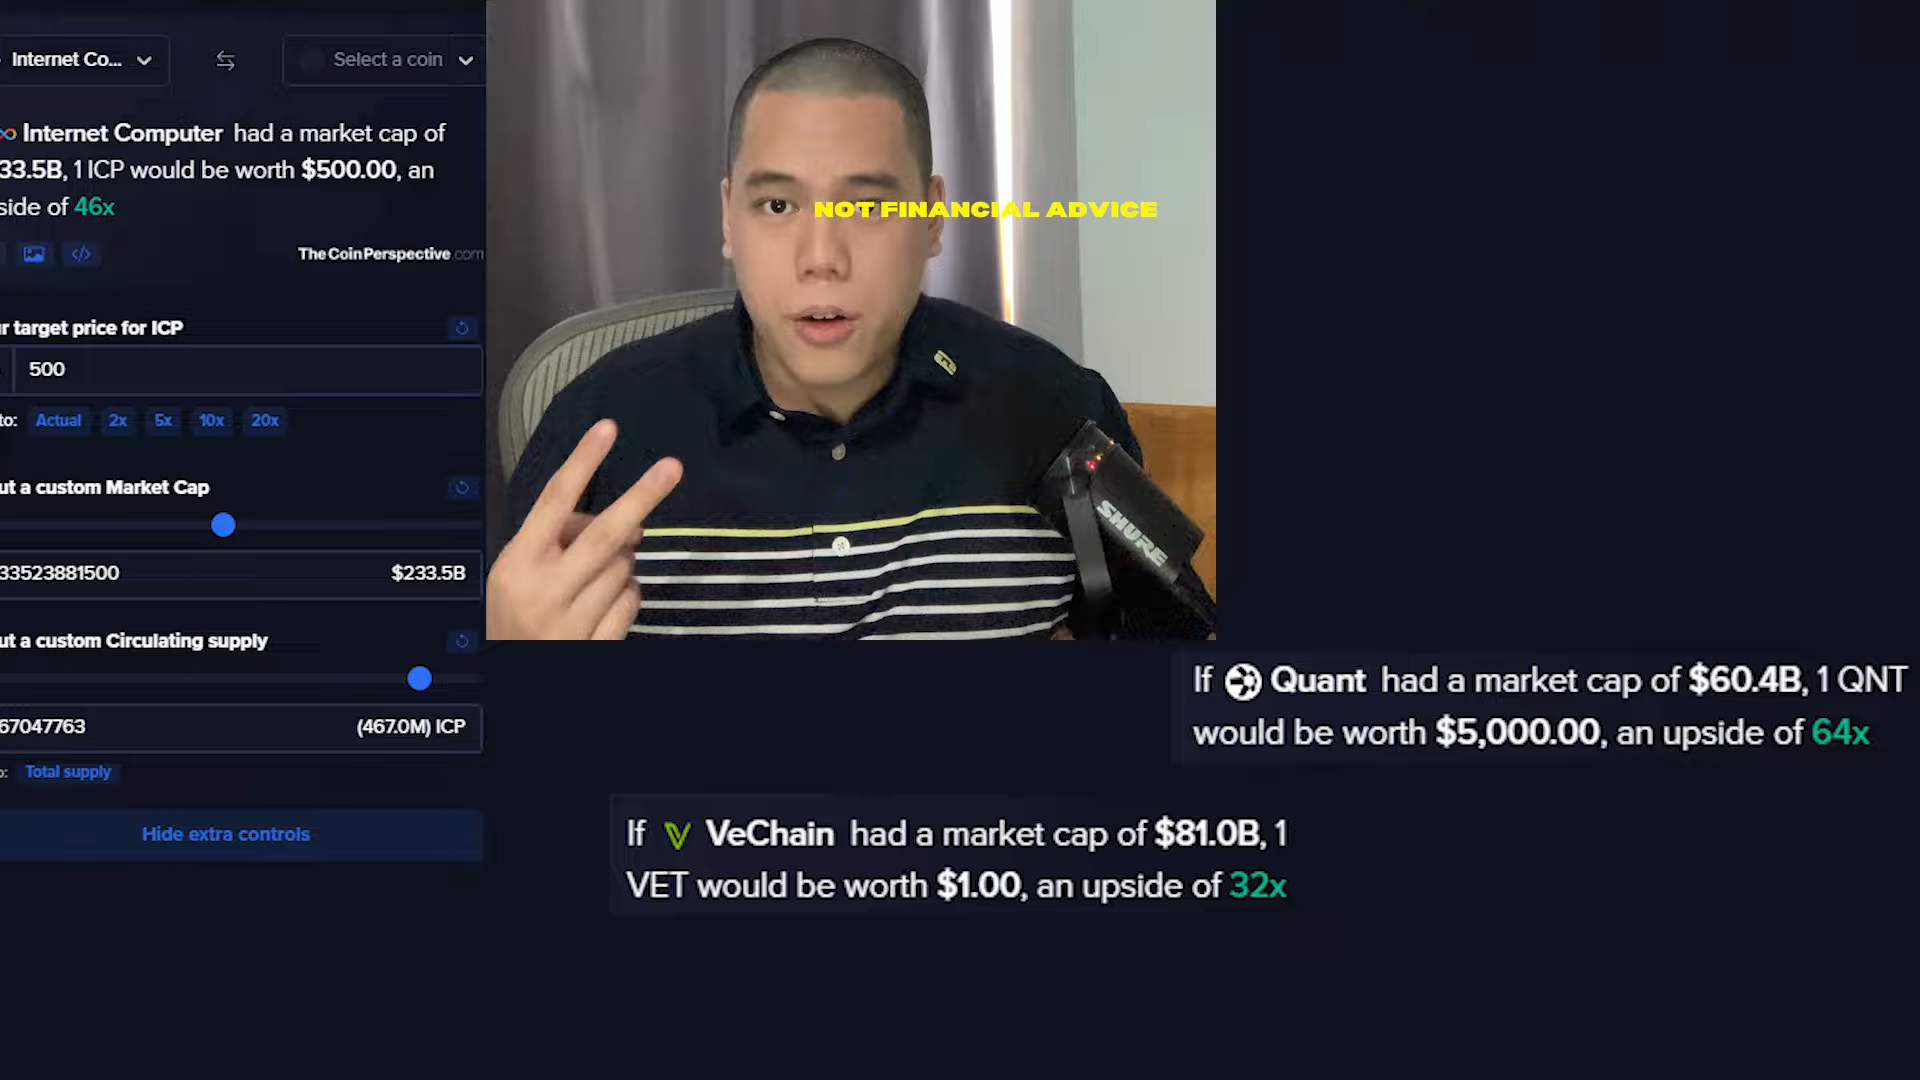 Internet Co...
Select a coin
Internet Computer had a market cap of
33.5B, 1 ICP would be worth $500.00, an
side of 46x
TheCoinPerspective.com
r target price for ICP
500
to: Actual 2x 5x 10x 20x
ut a custom Market Cap
33523881500 $233.5B
ut a custom Circulating supply
67047763 (467.0M) ICP
o: Total supply
Hide extra controls
NOT FINANCIAL ADVICE
SHURE
If Quant had a market cap of $60.4B, 1 QNT
would be worth $5,000.00, an upside of 64x
If VeChain had a market cap of $81.0B, 1
VET would be worth $1.00, an upside of 32x